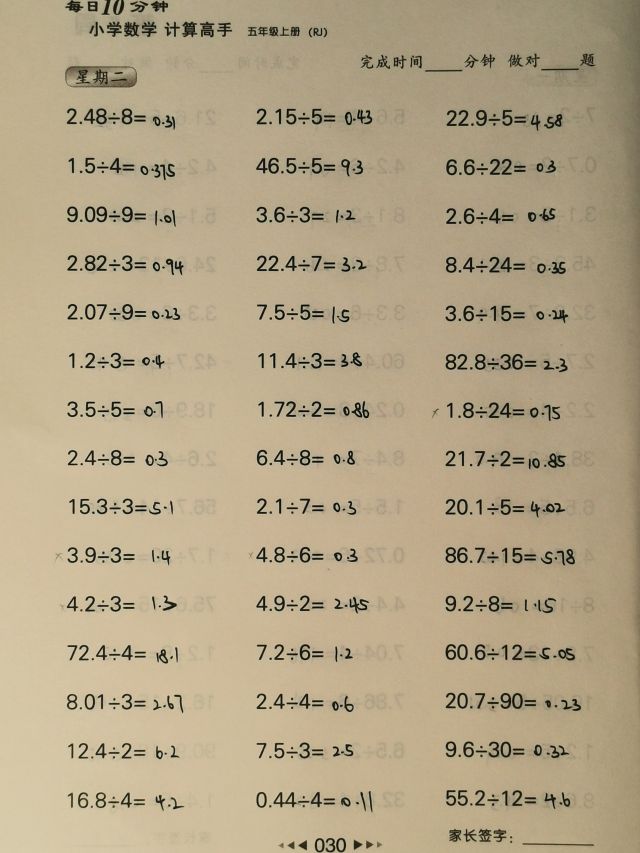 每日10分钟
小学数学 计算高手 五年级上册 (RJ)
完成时间____分钟 做对____题
星期二
2.48÷8=0.31 2.15÷5=0.43 22.9÷5=4.58
1.5÷4=0.375 46.5÷5=9.3 6.6÷22=0.3
9.09÷9=1.01 3.6÷3=1.2 2.6÷4=0.65
2.82÷3=0.94 22.4÷7=3.2 8.4÷24=0.35
2.07÷9=0.23 7.5÷5=1.5 3.6÷15=0.24
1.2÷3=0.4 11.4÷3=3.8 82.8÷36=2.3
3.5÷5=0.7 1.72÷2=0.86 ×1.8÷24=0.75
2.4÷8=0.3 6.4÷8=0.8 21.7÷2=10.85
15.3÷3=5.1 2.1÷7=0.3 20.1÷5=4.02
×3.9÷3=1.4 ×4.8÷6=0.3 86.7÷15=5.78
4.2÷3=1.3 4.9÷2=2.45 9.2÷8=1.15
72.4÷4=18.1 7.2÷6=1.2 60.6÷12=5.05
8.01÷3=2.67 2.4÷4=0.6 20.7÷90=0.23
12.4÷2=6.2 7.5÷3=2.5 9.6÷30=0.32
16.8÷4=4.2 0.44÷4=0.11 55.2÷12=4.6
030 家长签字：________